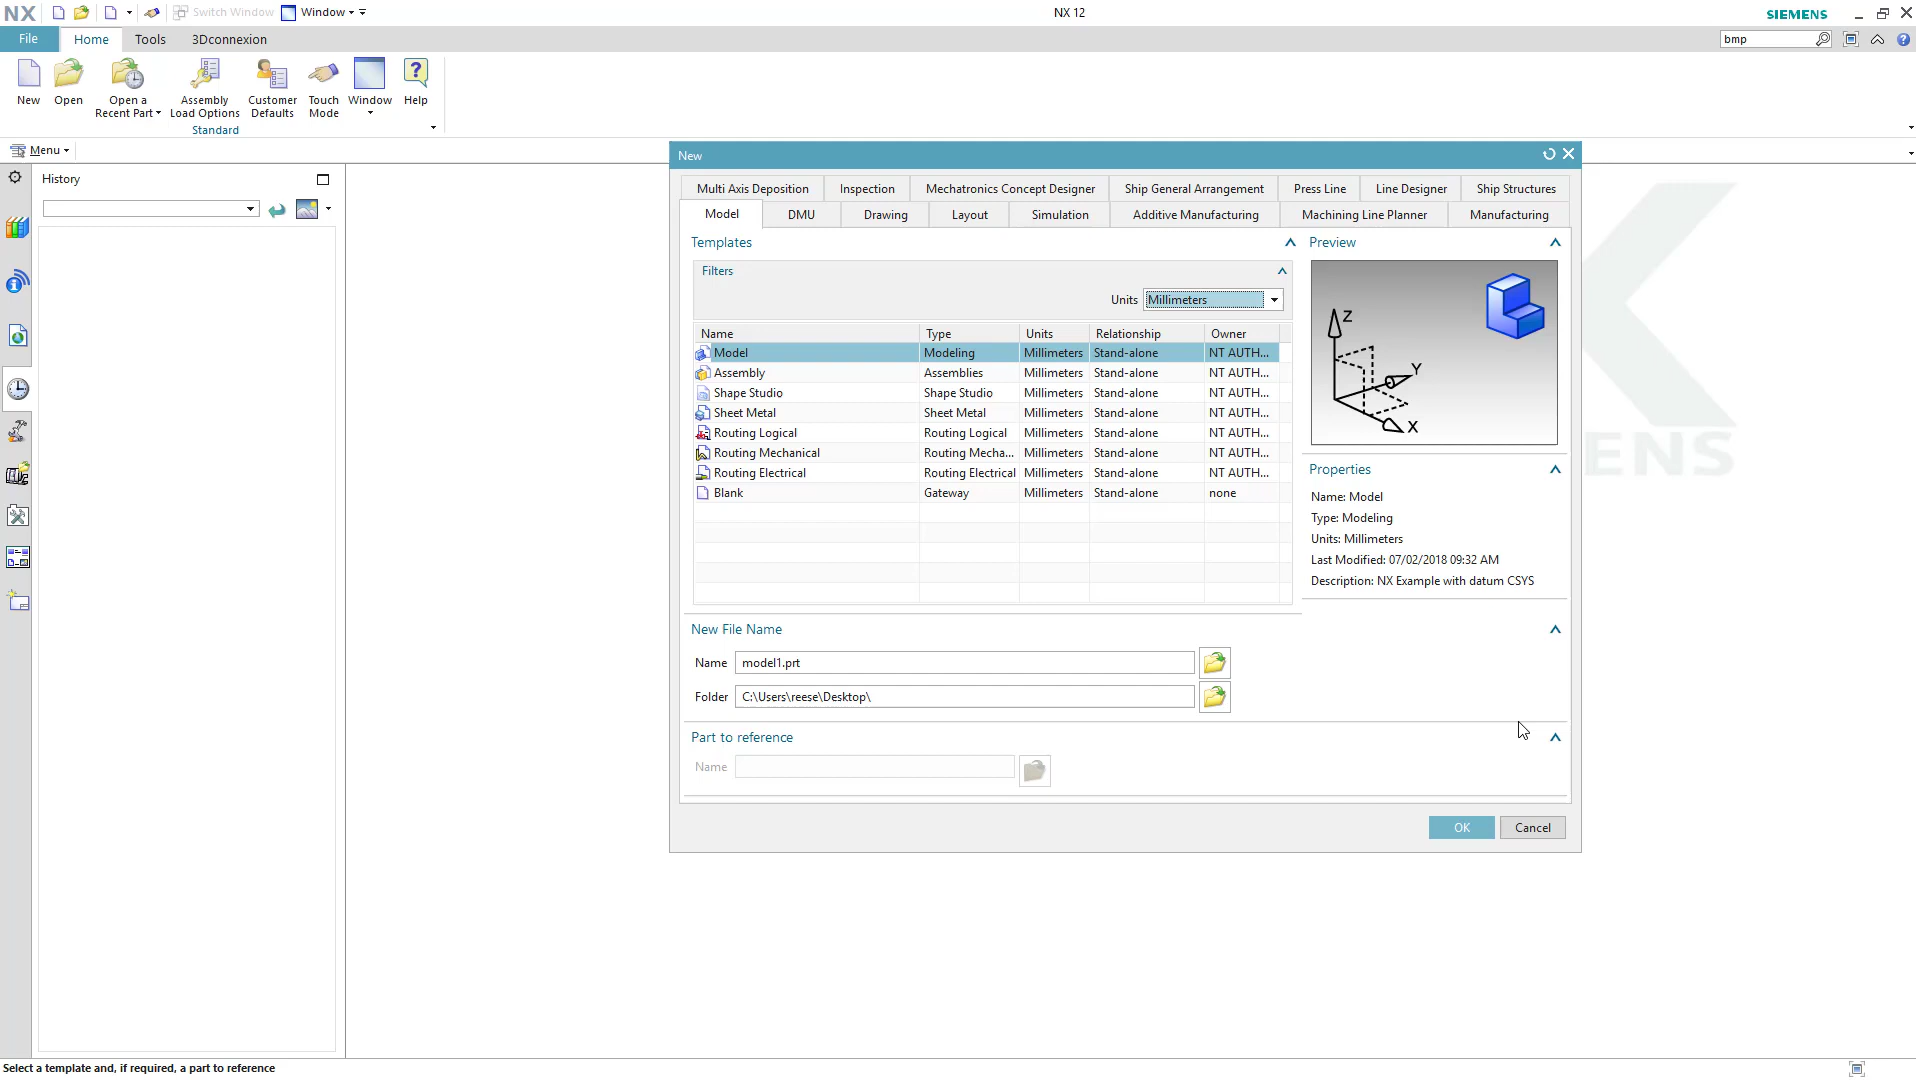 NX Switch Window Window NX 12 SIEMENS
File Home Tools 3Dconnexion bmp
New Open Open a Recent Part Assembly Load Options Customer Defaults Touch Mode Window Help
Standard
Menu
History
New
Multi Axis Deposition Inspection Mechatronics Concept Designer Ship General Arrangement Press Line Line Designer Ship Structures
Model DMU Drawing Layout Simulation Additive Manufacturing Machining Line Planner Manufacturing
Templates
Filters
Units Millimeters
Name Type Units Relationship Owner
Model Modeling Millimeters Stand-alone NT AUTH...
Assembly Assemblies Millimeters Stand-alone NT AUTH...
Shape Studio Shape Studio Millimeters Stand-alone NT AUTH...
Sheet Metal Sheet Metal Millimeters Stand-alone NT AUTH...
Routing Logical Routing Logical Millimeters Stand-alone NT AUTH...
Routing Mechanical Routing Mecha... Millimeters Stand-alone NT AUTH...
Routing Electrical Routing Electrical Millimeters Stand-alone NT AUTH...
Blank Gateway Millimeters Stand-alone none
Preview
Z
Y
X
ENS
Properties
Name: Model
Type: Modeling
Units: Millimeters
Last Modified: 07/02/2018 09:32 AM
Description: NX Example with datum CSYS
New File Name
Name model1.prt
Folder C:\Users\reese\Desktop\
Part to reference
Name
OK Cancel
Select a template and, if required, a part to reference